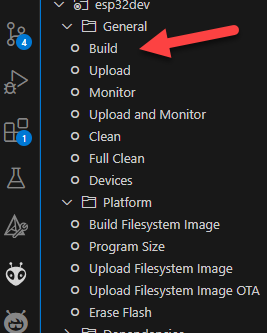 esp32dev
General
Build
Upload
Monitor
Upload and Monitor
Clean
Full Clean
Devices
Platform
Build Filesystem Image
Program Size
Upload Filesystem Image
Upload Filesystem Image OTA
Erase Flash
Dependencies
4
1